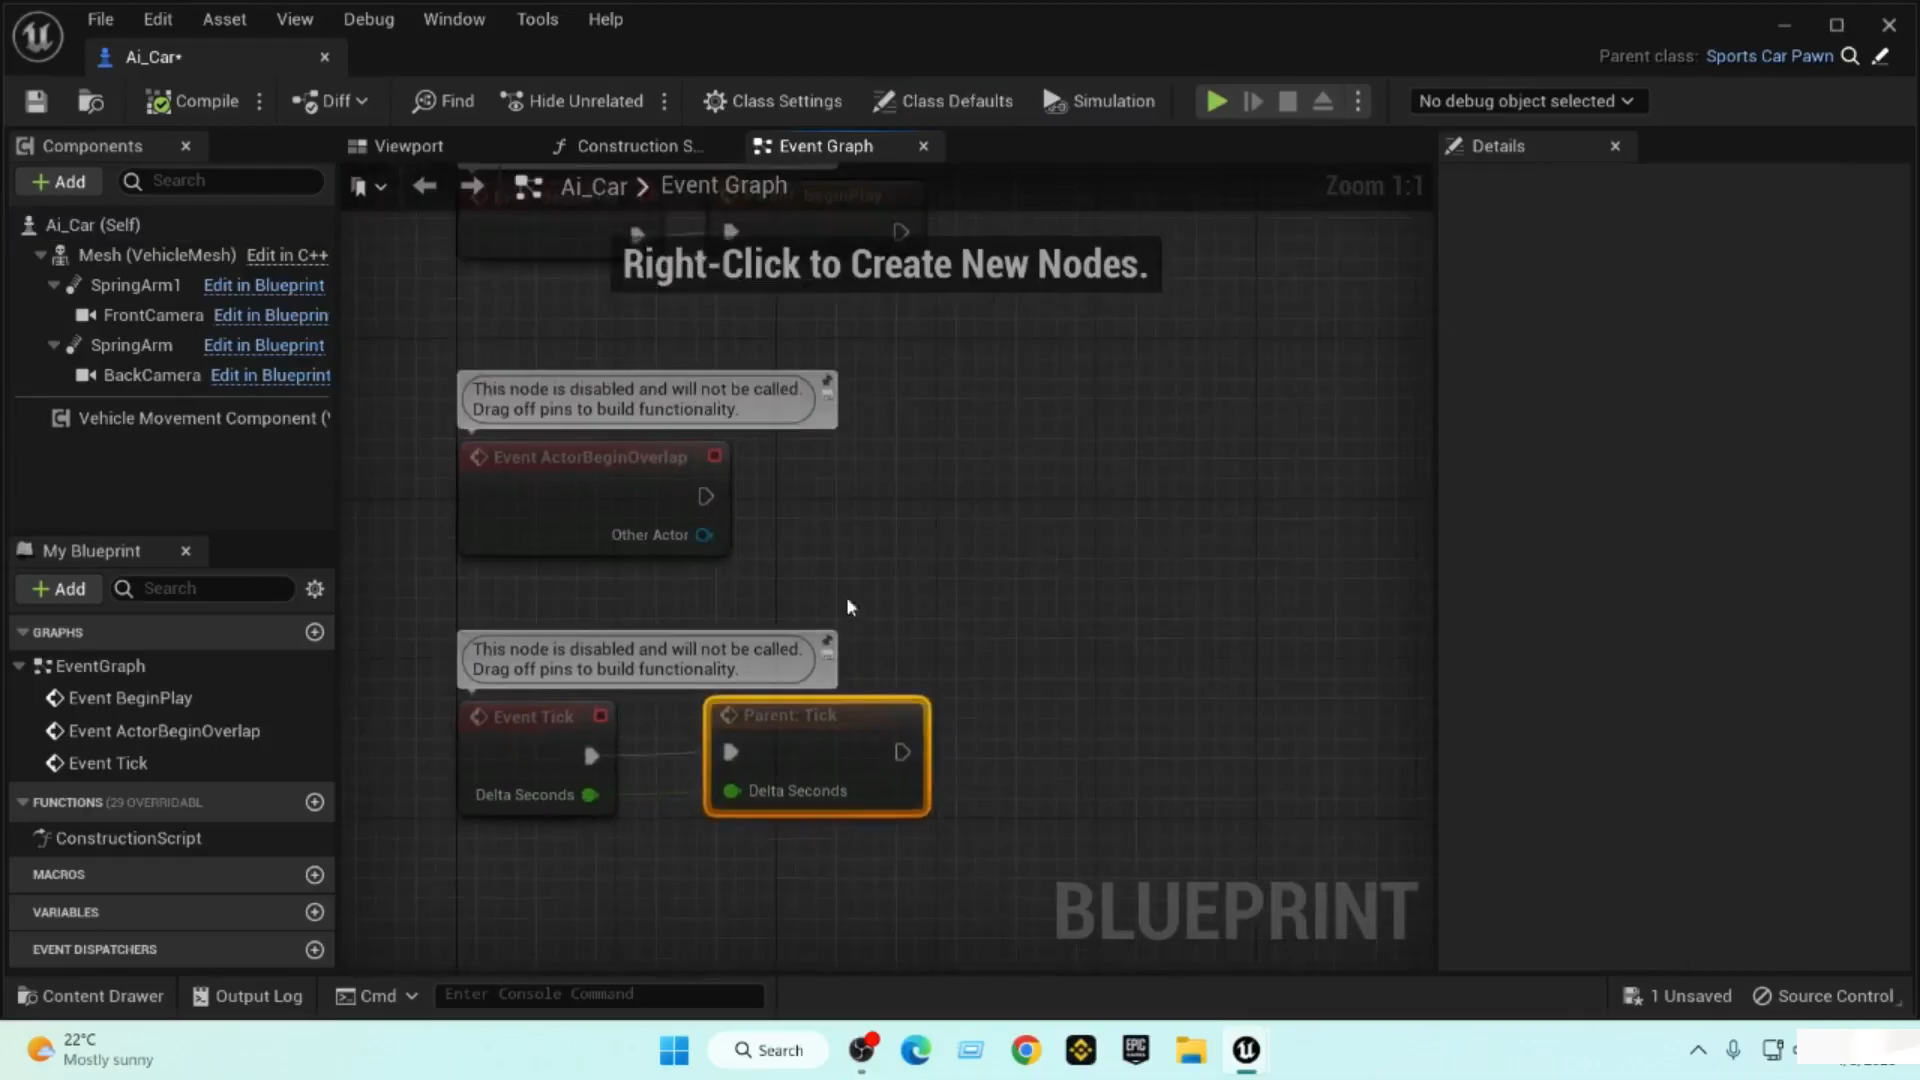 File Edit Asset View Debug Window Tools Help
Ai_Car*
Parent class: Sports Car Pawn
Compile Diff Find Hide Unrelated Class Settings Class Defaults Simulation No debug object selected
Components
Viewport Construction S... Event Graph
Details
Add Search
Ai_Car > Event Graph
Zoom 1:1
Ai_Car (Self)
BeginPlay
Mesh (VehicleMesh) Edit in C++
Right-Click to Create New Nodes.
SpringArm1 Edit in Blueprint
FrontCamera Edit in Blueprin
SpringArm Edit in Blueprint
BackCamera Edit in Blueprint
Vehicle Movement Component (
This node is disabled and will not be called.
Drag off pins to build functionality.
Event ActorBeginOverlap
Other Actor
My Blueprint
Add Search
GRAPHS
EventGraph
Event BeginPlay
Event ActorBeginOverlap
Event Tick
This node is disabled and will not be called.
Drag off pins to build functionality.
Event Tick
Delta Seconds
Parent: Tick
Delta Seconds
FUNCTIONS (29 OVERRIDABL
ConstructionScript
MACROS
VARIABLES
EVENT DISPATCHERS
BLUEPRINT
Content Drawer Output Log Cmd Enter Console Command 1 Unsaved Source Control
22°C
Mostly sunny
Search
EPIC
GAMES